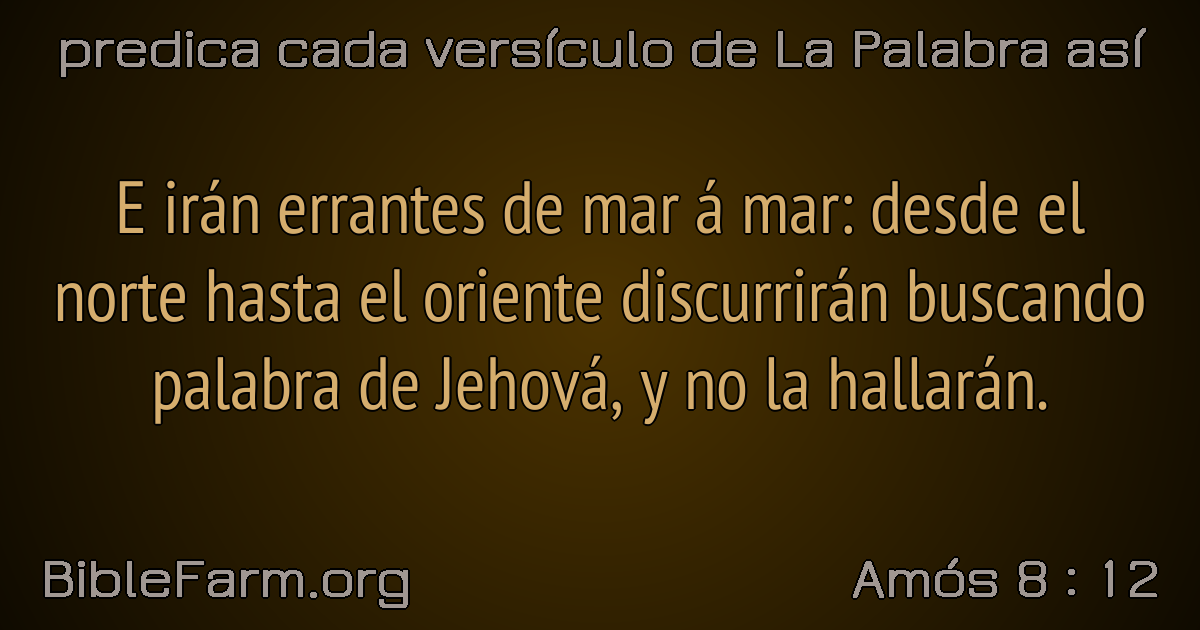 predica cada versículo de La Palabra así
E irán errantes de mar á mar: desde el
norte hasta el oriente discurrirán buscando
palabra de Jehová, y no la hallarán.
BibleFarm.org
Amós 8 : 12